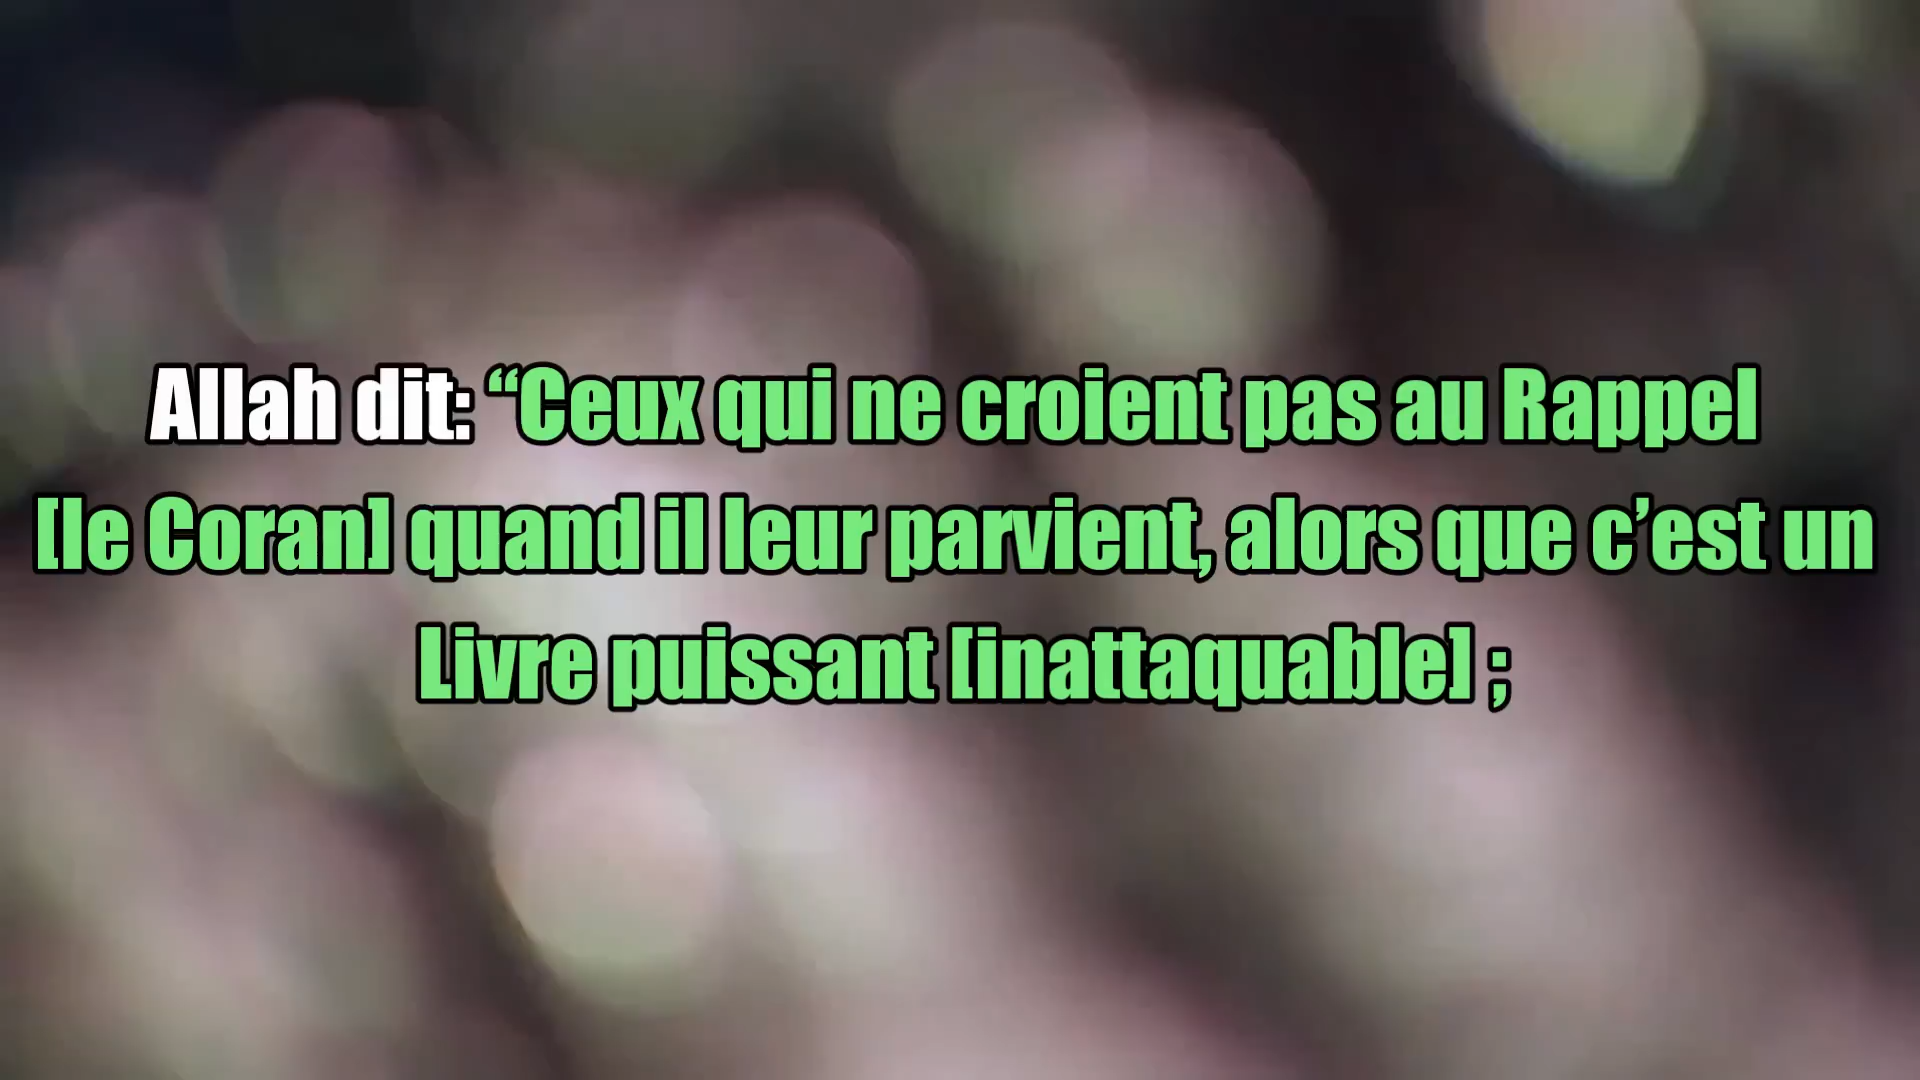 Allah dit: “Ceux qui ne croient pas au Rappel
[le Coran] quand il leur parvient, alors que c’est un
Livre puissant [inattaquable] ;